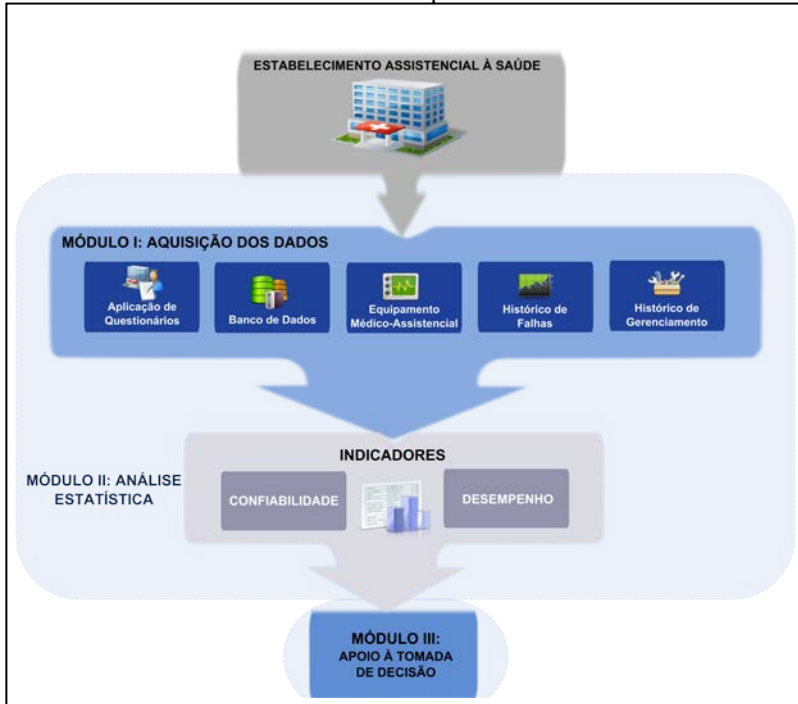 ESTABELECIMENTO ASSISTENCIAL À SAÚDE
MÓDULO I: AQUISIÇÃO DOS DADOS
Aplicação de
Questionários
Banco de Dados
Equipamento
Médico-Assistencial
Histórico de
Falhas
Histórico de
Gerenciamento
INDICADORES
MÓDULO II: ANÁLISE
ESTATÍSTICA
CONFIABILIDADE
DESEMPENHO
MÓDULO III:
APOIO À TOMADA
DE DECISÃO